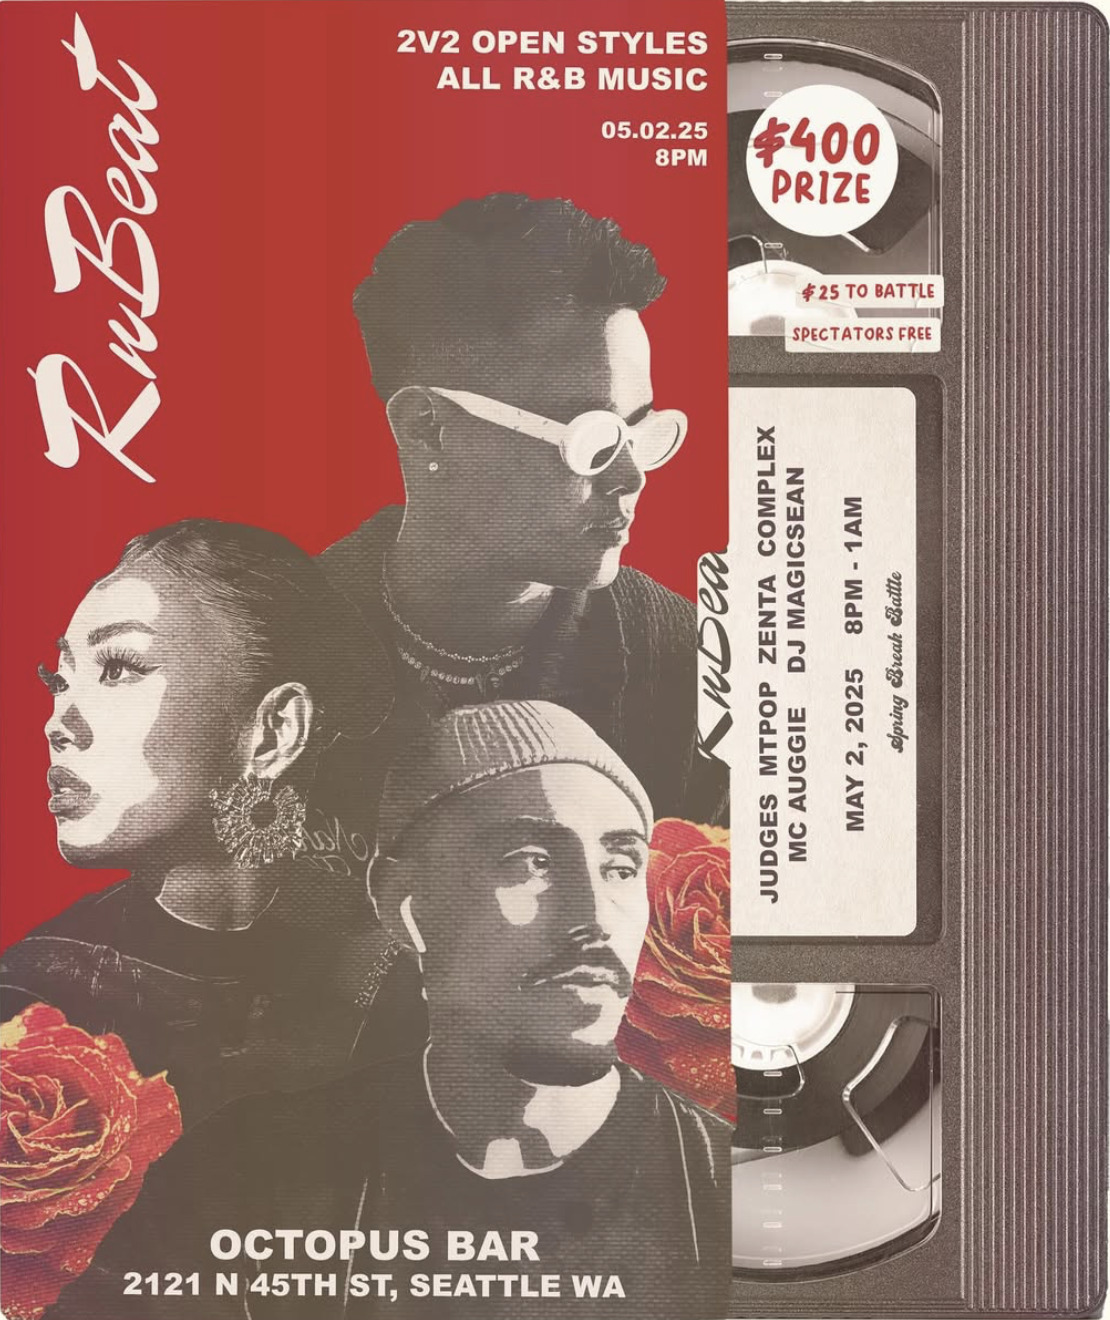 RnBeat
2V2 OPEN STYLES
ALL R&B MUSIC
05.02.25
8PM
$400
PRIZE
$25 TO BATTLE
SPECTATORS FREE
RnBeat
JUDGES MTPOP ZENTA COMPLEX
MC AUGGIE DJ MAGICSEAN
MAY 2, 2025 8PM - 1AM
Spring Break Battle
OCTOPUS BAR
2121 N 45TH ST, SEATTLE WA